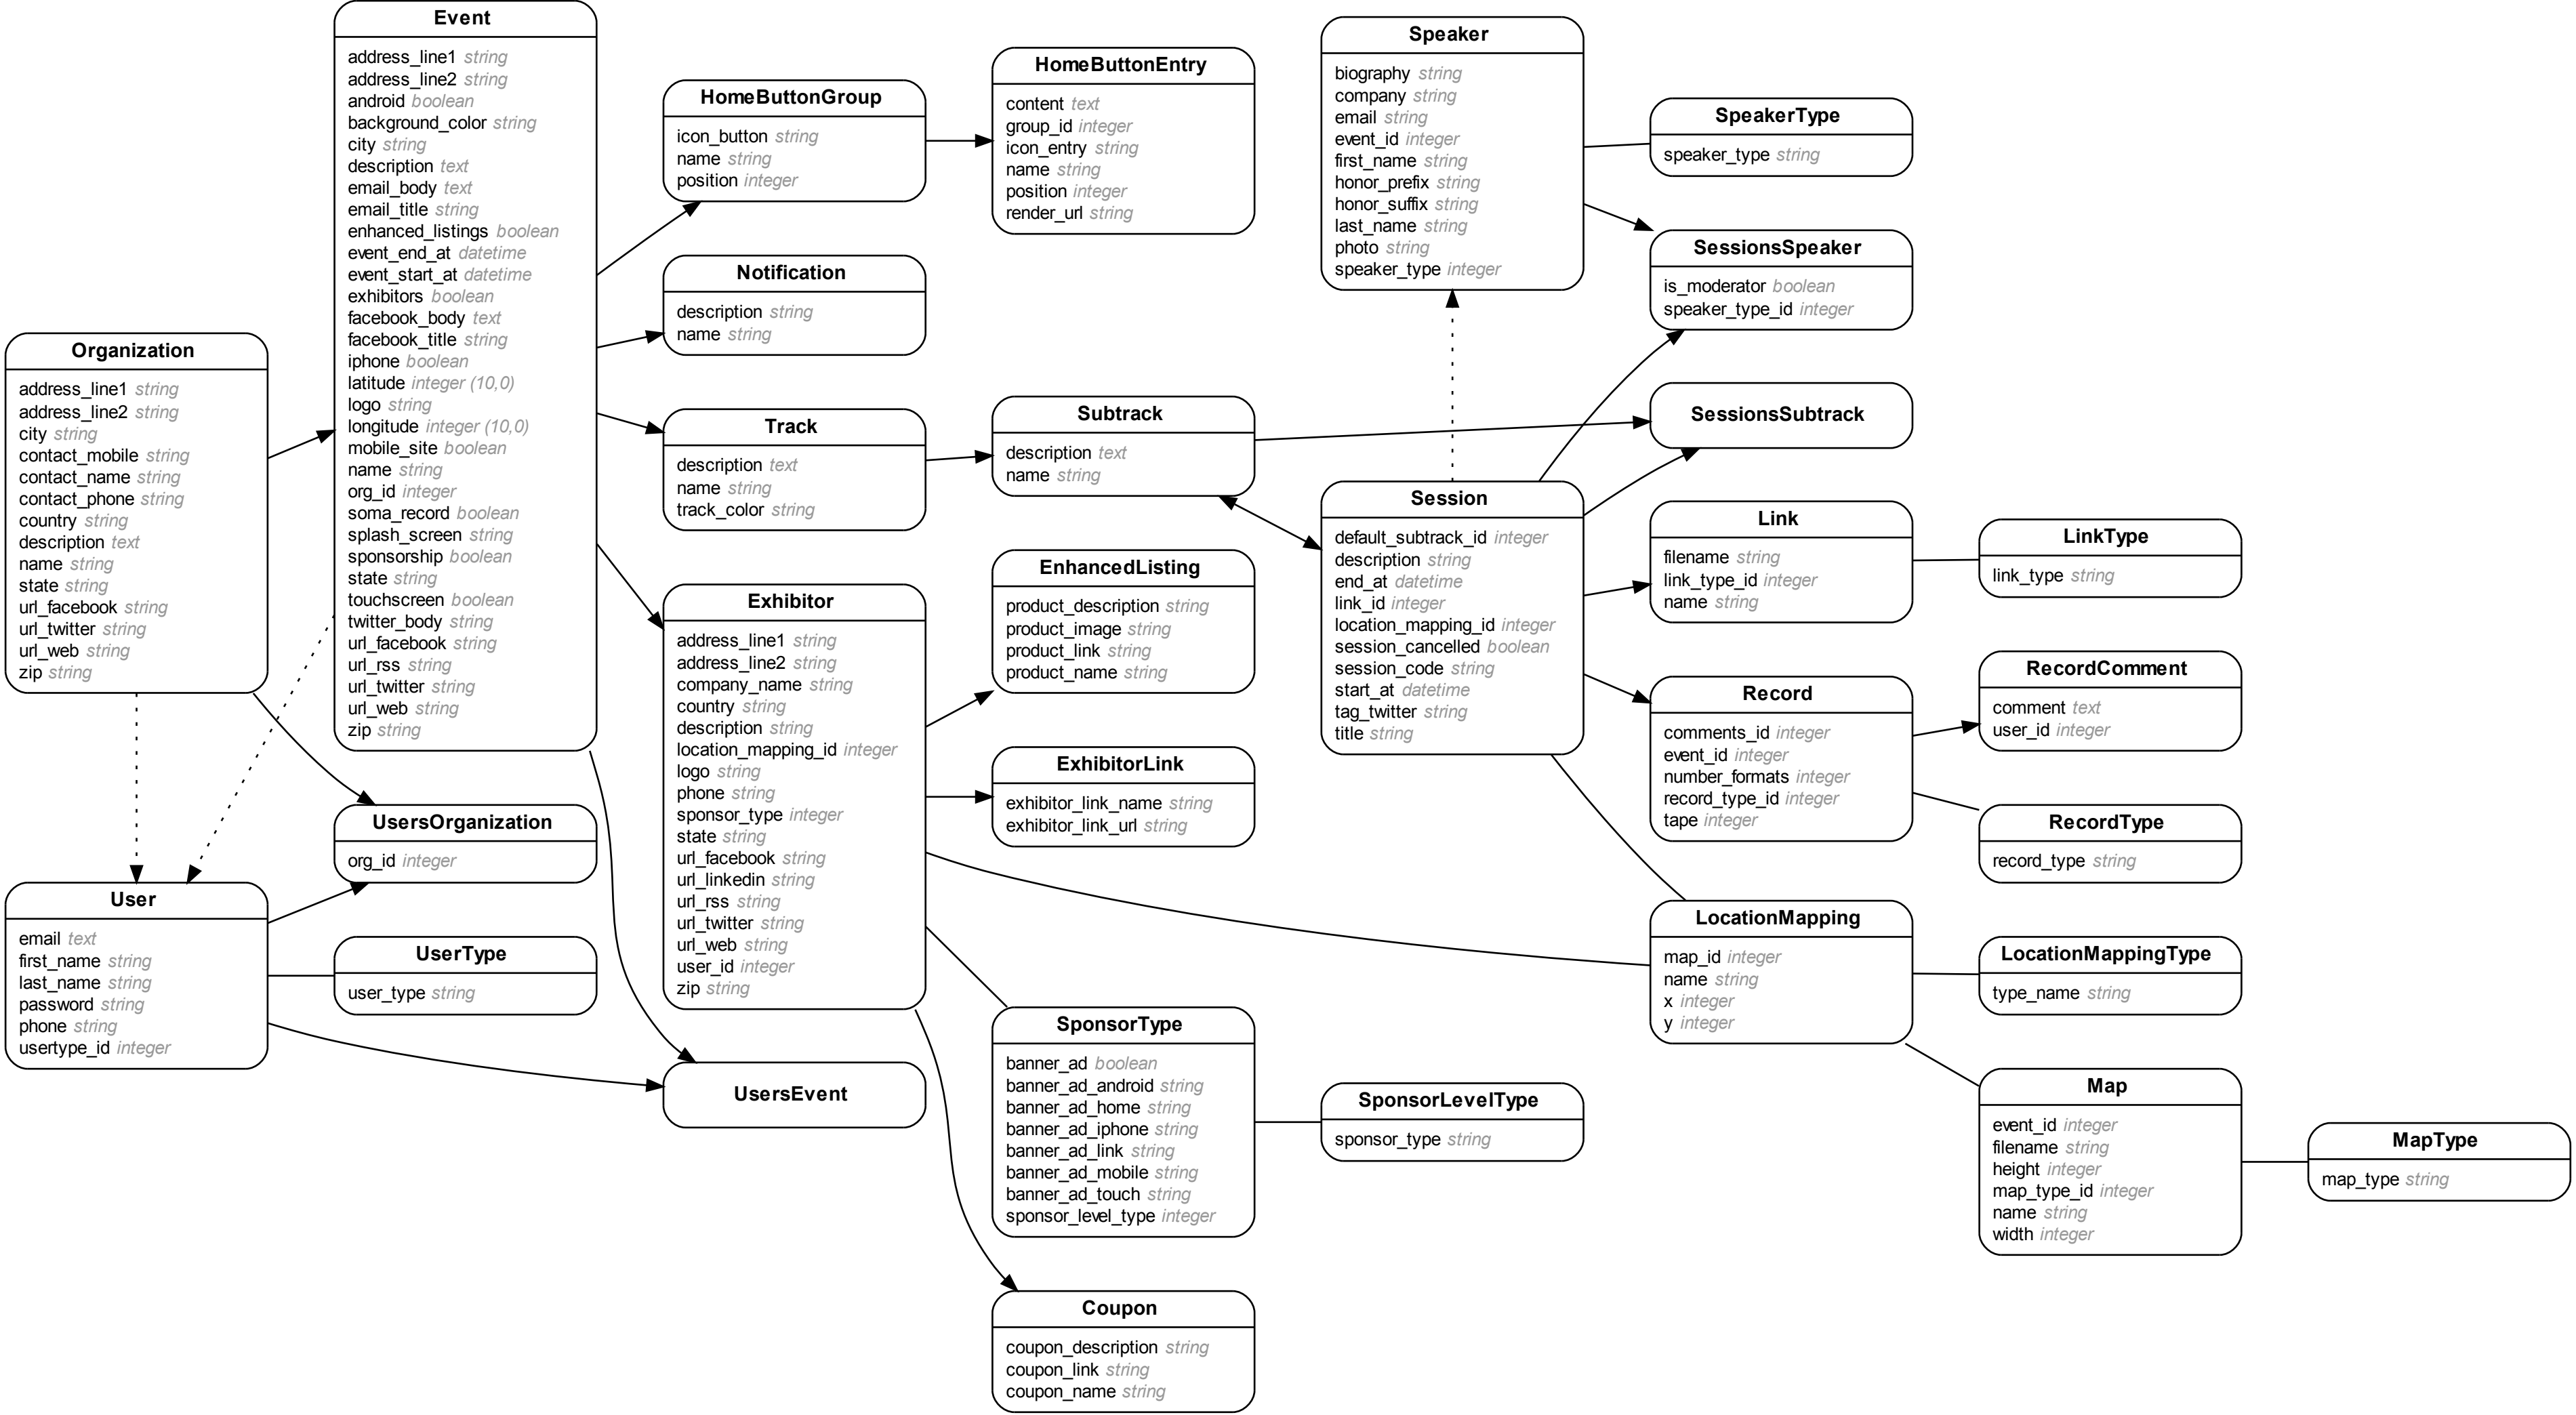 Event
address_line1 string
address_line2 string
android boolean
background_color string
city string
description text
email_body text
email_title string
enhanced_listings boolean
event_end_at datetime
event_start_at datetime
exhibitors boolean
facebook_body text
facebook_title string
iphone boolean
latitude integer (10,0)
logo string
longitude integer (10,0)
mobile_site boolean
name string
org_id integer
soma_record boolean
splash_screen string
sponsorship boolean
state string
touchscreen boolean
twitter_body string
url_facebook string
url_rss string
url_twitter string
url_web string
zip string
Organization
address_line1 string
address_line2 string
city string
contact_mobile string
contact_name string
contact_phone string
country string
description text
name string
state string
url_facebook string
url_twitter string
url_web string
zip string
User
email text
first_name string
last_name string
password string
phone string
usertype_id integer
UsersOrganization
org_id integer
UserType
user_type string
HomeButtonGroup
icon_button string
name string
position integer
Notification
description string
name string
Track
description text
name string
track_color string
Exhibitor
address_line1 string
address_line2 string
company_name string
country string
description string
location_mapping_id integer
logo string
phone string
sponsor_type integer
state string
url_facebook string
url_linkedin string
url_rss string
url_twitter string
url_web string
user_id integer
zip string
UsersEvent
HomeButtonEntry
content text
group_id integer
icon_entry string
name string
position integer
render_url string
Subtrack
description text
name string
EnhancedListing
product_description string
product_image string
product_link string
product_name string
ExhibitorLink
exhibitor_link_name string
exhibitor_link_url string
SponsorType
banner_ad boolean
banner_ad_android string
banner_ad_home string
banner_ad_iphone string
banner_ad_link string
banner_ad_mobile string
banner_ad_touch string
sponsor_level_type integer
Coupon
coupon_description string
coupon_link string
coupon_name string
Speaker
biography string
company string
email string
event_id integer
first_name string
honor_prefix string
honor_suffix string
last_name string
photo string
speaker_type integer
Session
default_subtrack_id integer
description string
end_at datetime
link_id integer
location_mapping_id integer
session_cancelled boolean
session_code string
start_at datetime
tag_twitter string
title string
SponsorLevelType
sponsor_type string
SpeakerType
speaker_type string
SessionsSpeaker
is_moderator boolean
speaker_type_id integer
SessionsSubtrack
Link
filename string
link_type_id integer
name string
Record
comments_id integer
event_id integer
number_formats integer
record_type_id integer
tape integer
LocationMapping
map_id integer
name string
x integer
y integer
LinkType
link_type string
RecordComment
comment text
user_id integer
RecordType
record_type string
LocationMappingType
type_name string
Map
event_id integer
filename string
height integer
map_type_id integer
name string
width integer
MapType
map_type string